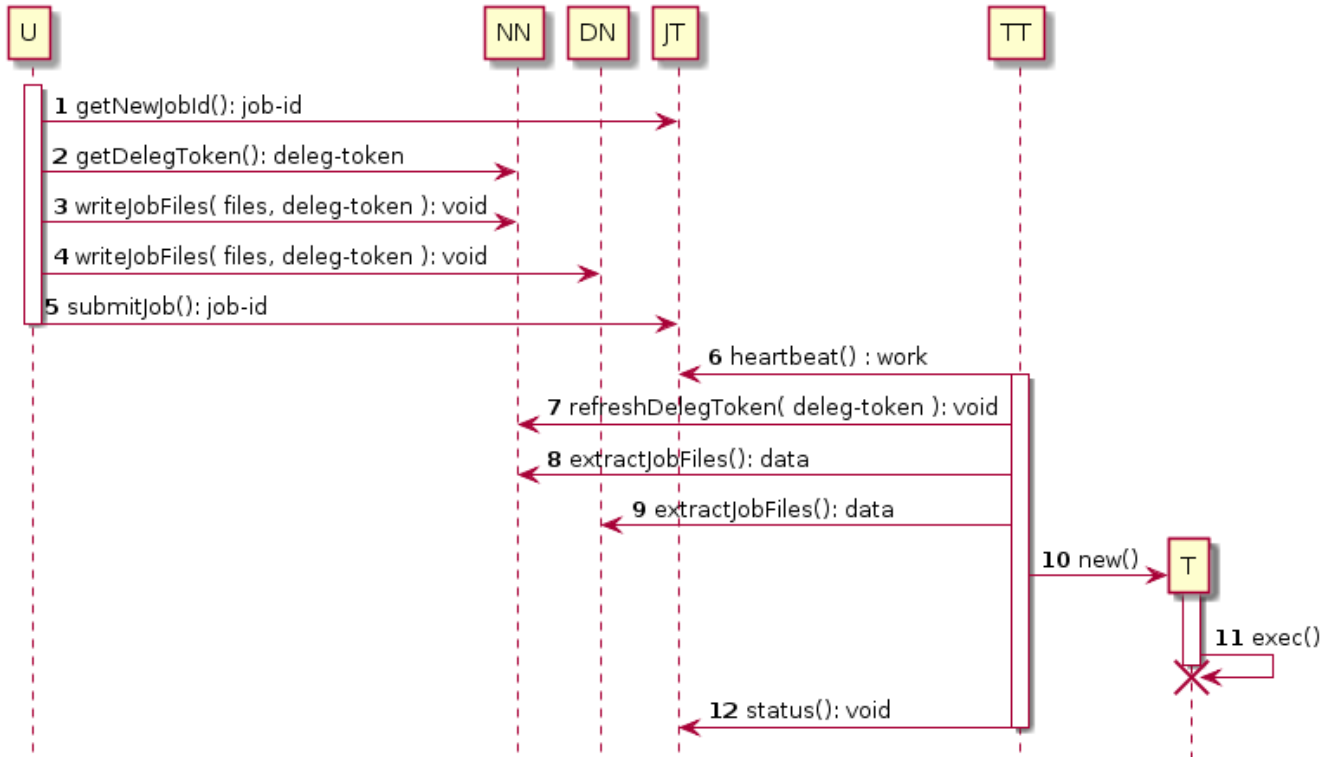 U NN DN JT TT
1 getNewJobId(): job-id
2 getDelegToken(): deleg-token
3 writeJobFiles( files, deleg-token ): void
4 writeJobFiles( files, deleg-token ): void
5 submitJob(): job-id
6 heartbeat() : work
7 refreshDelegToken( deleg-token ): void
8 extractJobFiles(): data
9 extractJobFiles(): data
10 new()
T
11 exec()
12 status(): void